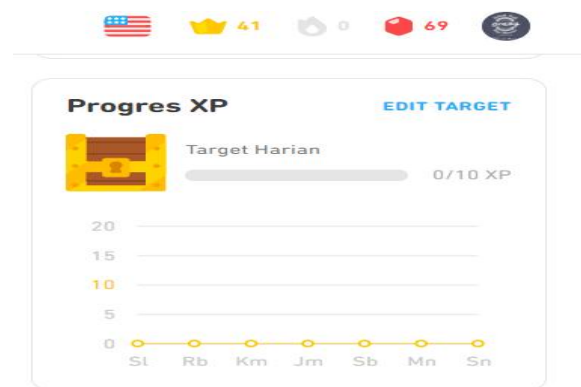 41 0 69
Progres XP EDIT TARGET
Target Harian
0/10 XP
20
15
10
5
0
Sl Rb Km Jm Sb Mn Sn